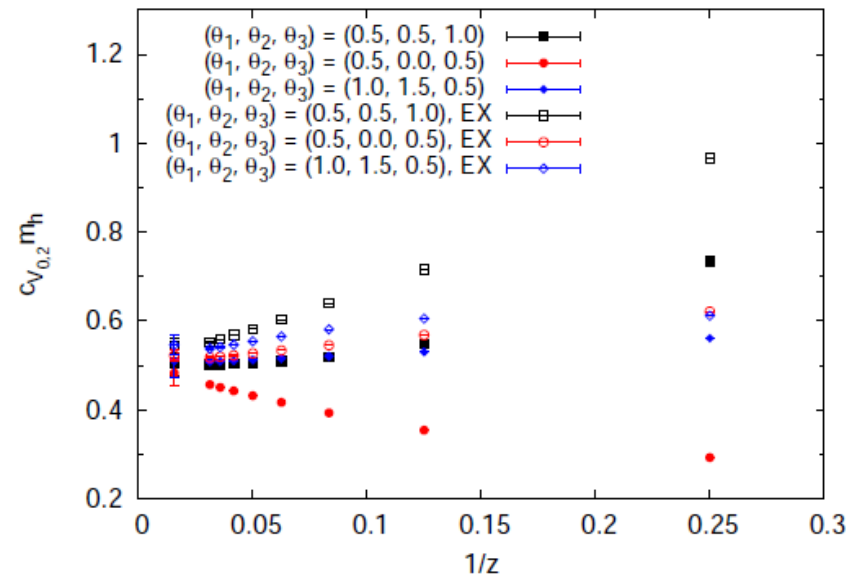 1.2
1
0.8
0.6
0.4
0.2
0
0.05
0.1
0.15
0.2
0.25
0.3
(θ1, θ2, θ3) = (0.5, 0.5, 1.0)
(θ1, θ2, θ3) = (0.5, 0.0, 0.5)
(θ1, θ2, θ3) = (1.0, 1.5, 0.5)
(θ1, θ2, θ3) = (0.5, 0.5, 1.0), EX
(θ1, θ2, θ3) = (0.5, 0.0, 0.5), EX
(θ1, θ2, θ3) = (1.0, 1.5, 0.5), EX
cV0,2 mh
1/z